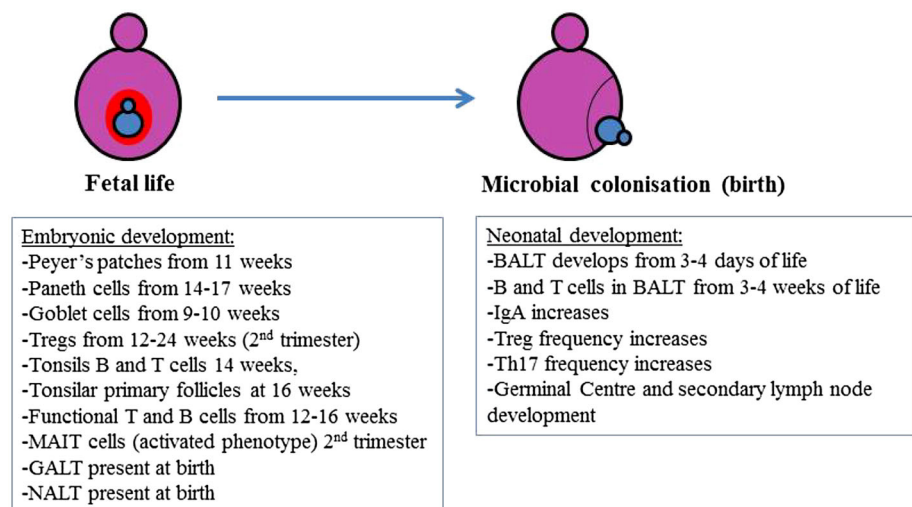 Fetal life
Microbial colonisation (birth)
Embryonic development:
-Peyer's patches from 11 weeks
-Paneth cells from 14-17 weeks
-Goblet cells from 9-10 weeks
-Tregs from 12-24 weeks (2nd trimester)
-Tonsils B and T cells 14 weeks,
-Tonsilar primary follicles at 16 weeks
-Functional T and B cells from 12-16 weeks
-MAIT cells (activated phenotype) 2nd trimester
-GALT present at birth
-NALT present at birth
Neonatal development:
-BALT develops from 3-4 days of life
-B and T cells in BALT from 3-4 weeks of life
-IgA increases
-Treg frequency increases
-Th17 frequency increases
-Germinal Centre and secondary lymph node
development